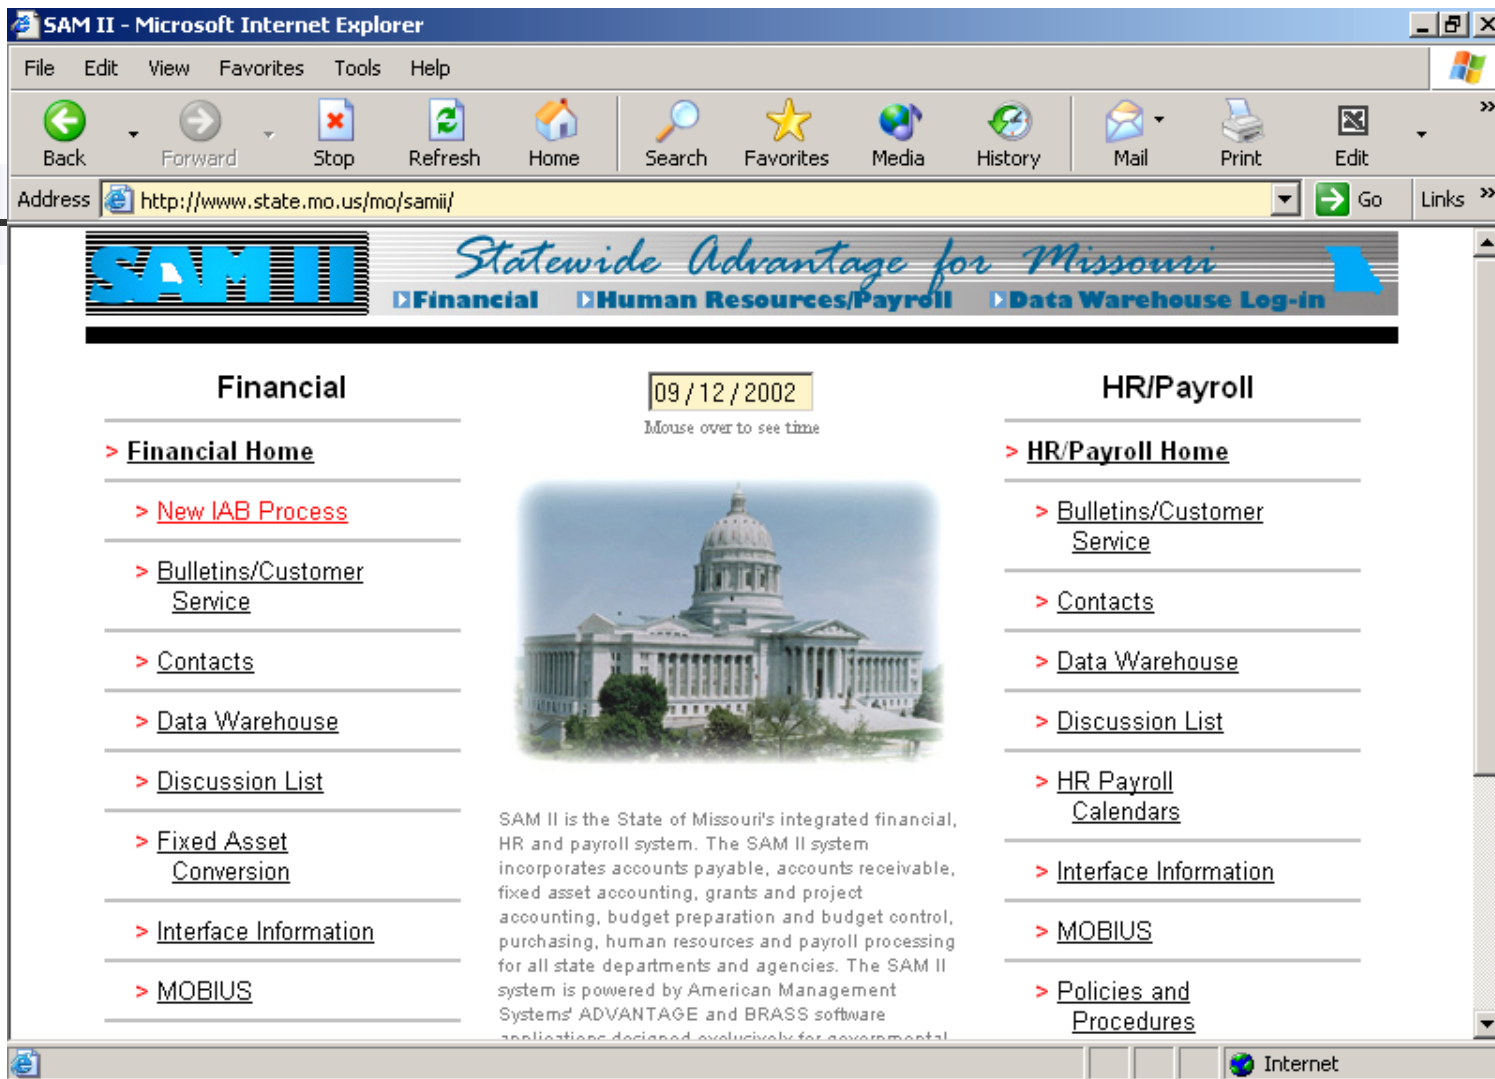 SAM II - Microsoft Internet Explorer
File Edit View Favorites Tools Help
Back Forward Stop Refresh Home Search Favorites Media History Mail Print Edit
Address http://www.state.mo.us/mo/samii/ Go Links
SAM II Statewide Advantage for Missouri
Financial Human Resources/Payroll Data Warehouse Log-in
Financial
> Financial Home
> New IAB Process
> Bulletins/Customer
Service
> Contacts
> Data Warehouse
> Discussion List
> Fixed Asset
Conversion
> Interface Information
> MOBIUS
09/12/2002
Mouse over to see time
SAM II is the State of Missouri's integrated financial,
HR and payroll system. The SAM II system
incorporates accounts payable, accounts receivable,
fixed asset accounting, grants and project
accounting, budget preparation and budget control,
purchasing, human resources and payroll processing
for all state departments and agencies. The SAM II
system is powered by American Management
Systems' ADVANTAGE and BRASS software
applications designed exclusively for governmental
HR/Payroll
> HR/Payroll Home
> Bulletins/Customer
Service
> Contacts
> Data Warehouse
> Discussion List
> HR Payroll
Calendars
> Interface Information
> MOBIUS
> Policies and
Procedures
Internet